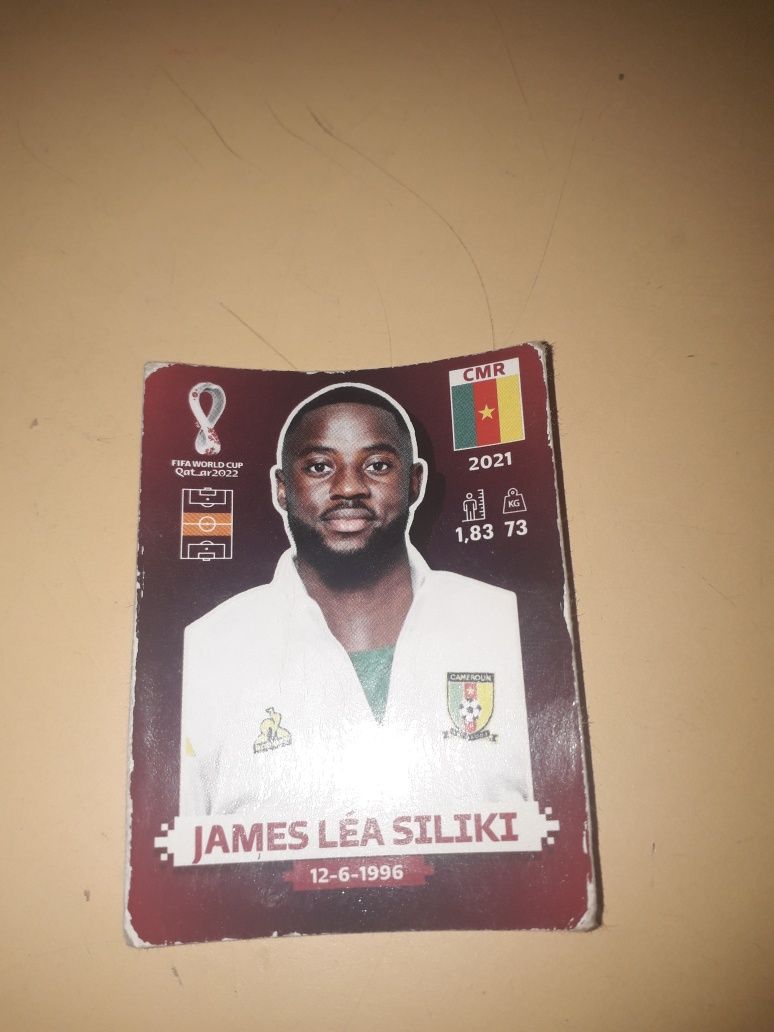 CMR
FIFA WORLD CUP
Qatar2022
2021
KG
1,83 73
CAMEROUN
JAMES LÉA SILIKI
12-6-1996